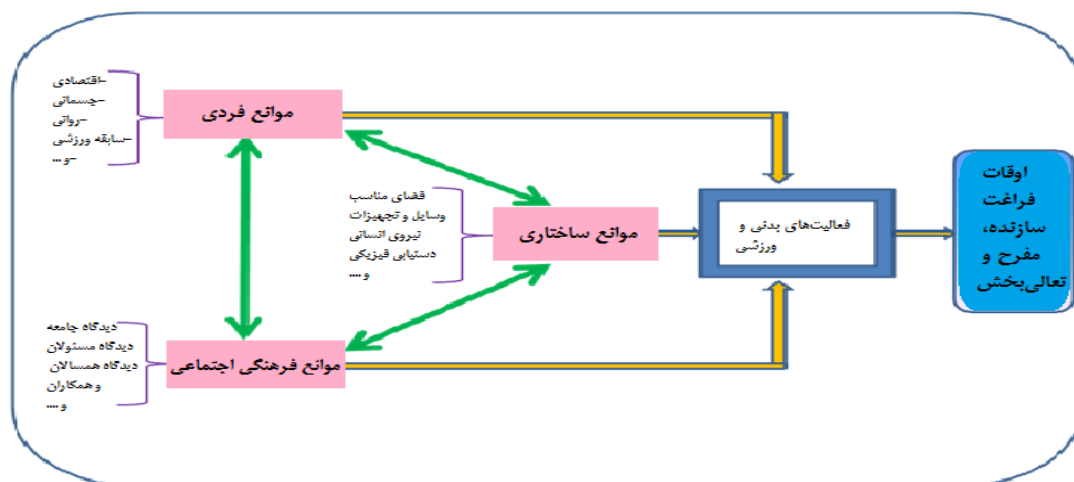 -اقتصادی
-جسمانی
-روانی
-سابقه ورزشی
-و ...
موانع فردی
فضای مناسب
وسایل و تجهیزات
نیروی انسانی
دستیابی فیزیکی
و ....
موانع ساختاری
دیدگاه جامعه
دیدگاه مسئولان
دیدگاه همسالان
و همکاران
و ....
موانع فرهنگی اجتماعی
فعالیت‌های بدنی و
ورزشی
اوقات
فراغت
سازنده،
مفرح و
تعالی‌بخش